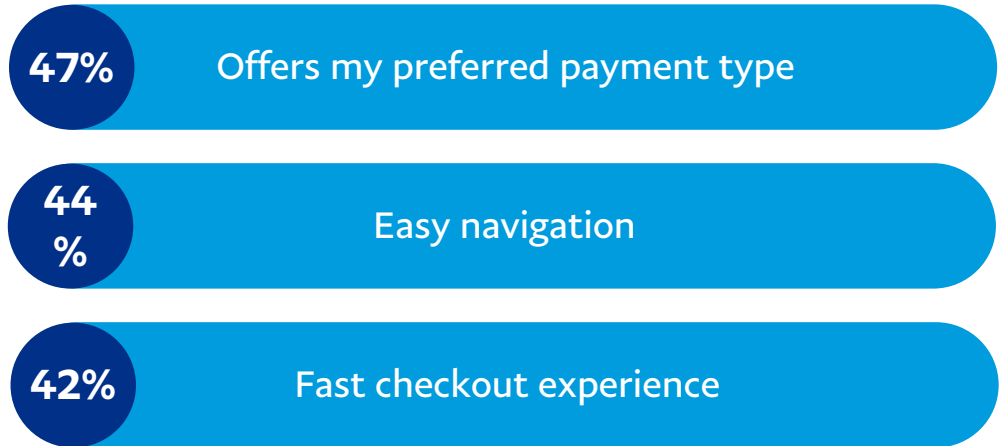 47% Offers my preferred payment type
44
% Easy navigation
42% Fast checkout experience